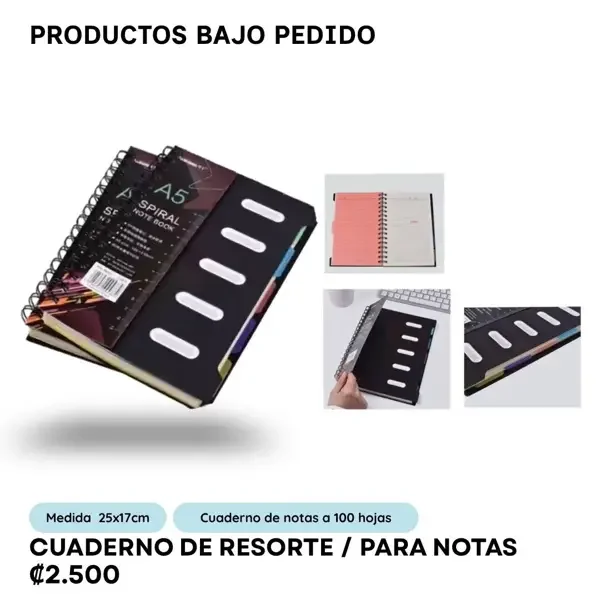 PRODUCTOS BAJO PEDIDO
A5
SPIRAL
NOTE BOOK
Medida 25x17cm
Cuaderno de notas a 100 hojas
CUADERNO DE RESORTE / PARA NOTAS
₡2.500